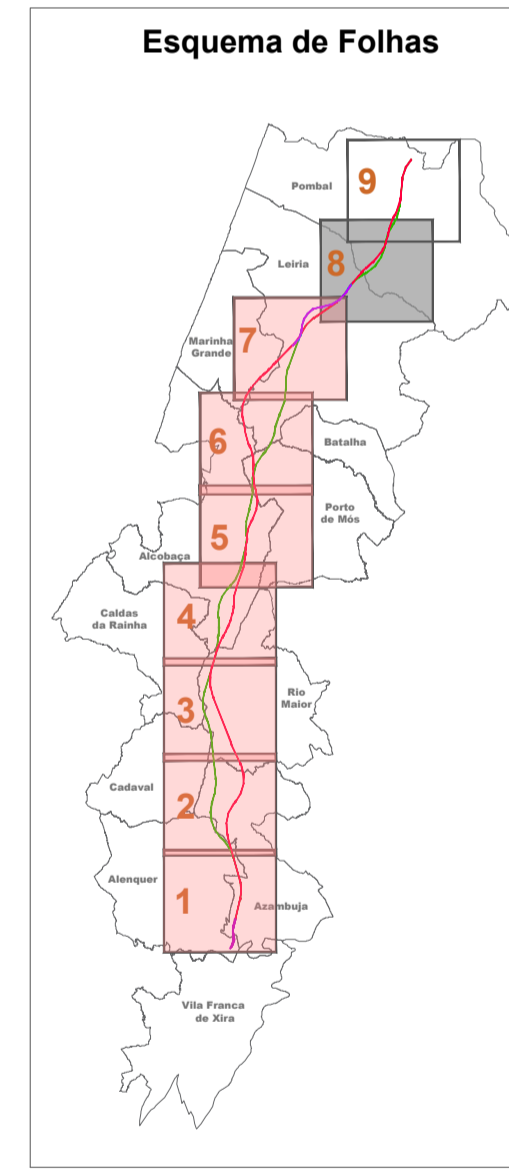 Esquema de Folhas
9
Pombal
8
Leiria
7
Marinha
Grande
6
Batalha
Porto
de Mós
5
Alcobaça
4
Caldas
da Rainha
Rio
Maior
3
Cadaval
2
Alenquer
1
Azambuja
Vila Franca
de Xira